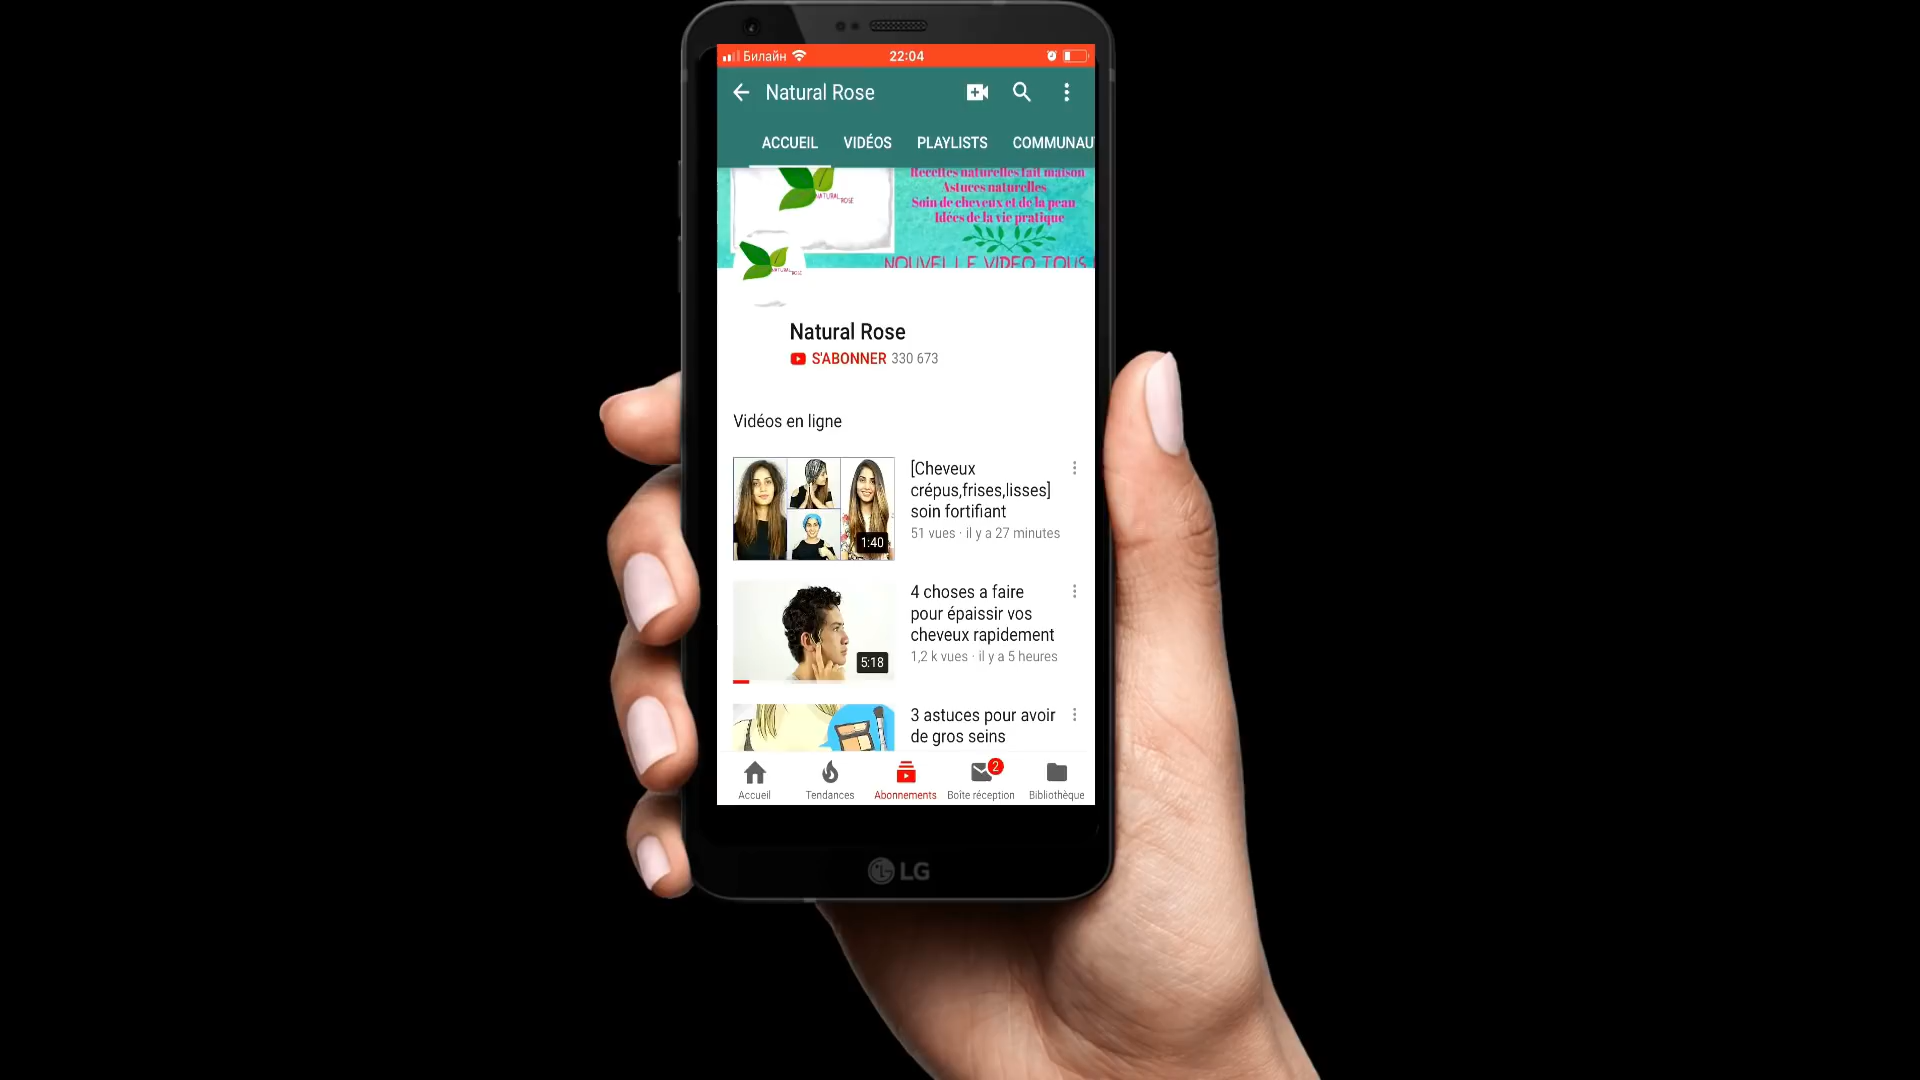 Билайн 22:04
Natural Rose
ACCUEIL VIDÉOS PLAYLISTS COMMUNAU
Recettes naturelles fait maison
Astuces naturelles
Soin de cheveux et de la peau
Idées de la vie pratique
NATURAL ROSE
NATURAL ROSE
NOUVELLE VIDEO TOUS
Natural Rose
S'ABONNER 330 673
Vidéos en ligne
[Cheveux
crépus,frises,lisses]
soin fortifiant
51 vues · il y a 27 minutes
1:40
4 choses a faire
pour épaissir vos
cheveux rapidement
1,2 k vues · il y a 5 heures
5:18
3 astuces pour avoir
de gros seins
2
Accueil Tendances Abonnements Boîte réception Bibliothèque
LG